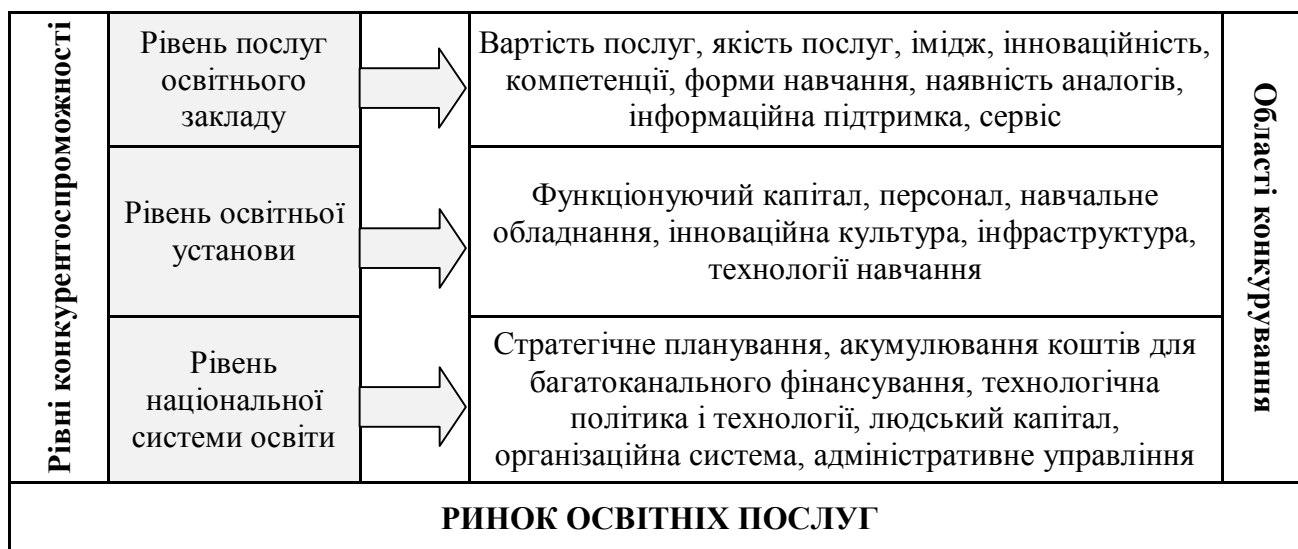 Рівні конкурентоспроможності
Рівень послуг
освітнього
закладу
Вартість послуг, якість послуг, імідж, інноваційність,
компетенції, форми навчання, наявність аналогів,
інформаційна підтримка, сервіс
Рівень освітньої
установи
Функціонуючий капітал, персонал, навчальне
обладнання, інноваційна культура, інфраструктура,
технології навчання
Рівень
національної
системи освіти
Стратегічне планування, акумулювання коштів для
багатоканального фінансування, технологічна
політика і технології, людський капітал,
організаційна система, адміністративне управління
Області конкурування
РИНОК ОСВІТНІХ ПОСЛУГ